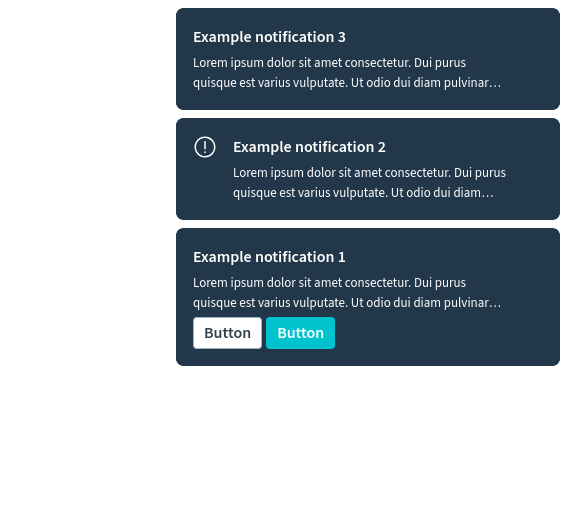 Example notification 3
Lorem ipsum dolor sit amet consectetur. Dui purus
quisque est varius vulputate. Ut odio dui diam pulvinar…
Example notification 2
Lorem ipsum dolor sit amet consectetur. Dui purus
quisque est varius vulputate. Ut odio dui diam…
Example notification 1
Lorem ipsum dolor sit amet consectetur. Dui purus
quisque est varius vulputate. Ut odio dui diam pulvinar…
Button Button